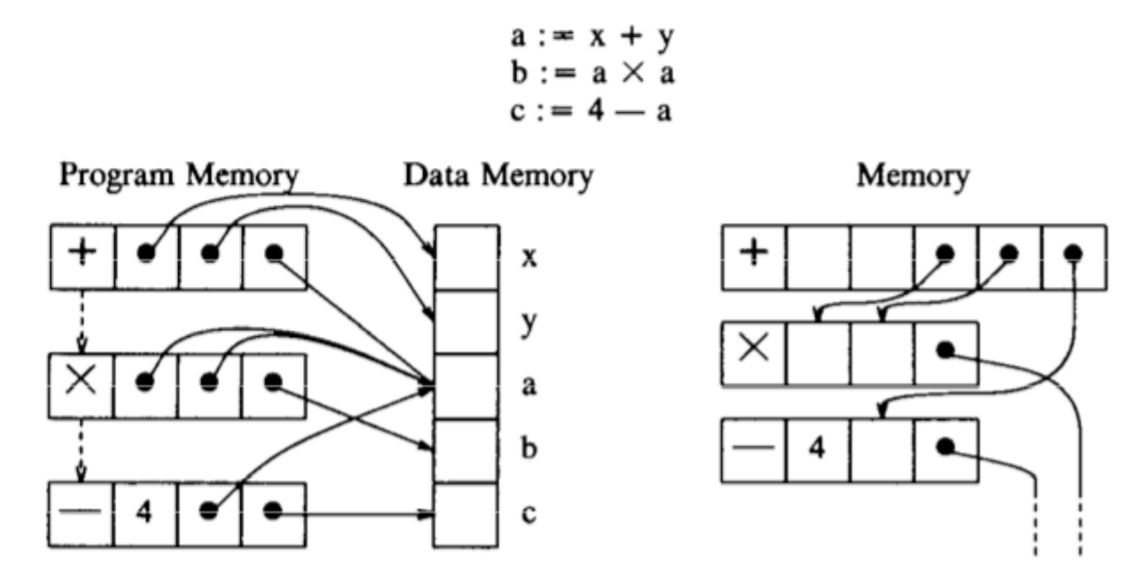 a := x + y
b := a × a
c := 4 — a
Program Memory
Data Memory
Memory
+
x
y
×
a
b
— 4
c
+
×
— 4